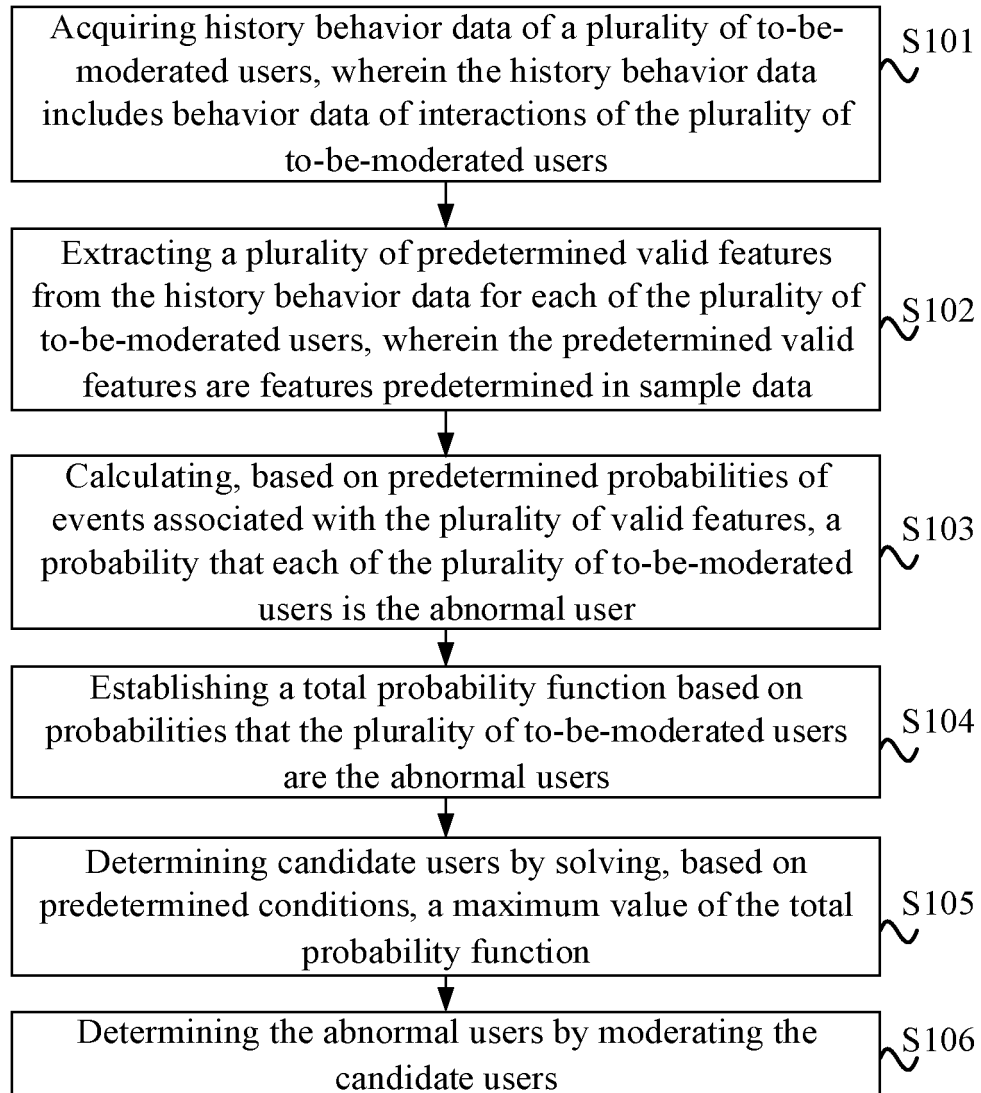 Acquiring history behavior data of a plurality of to-be-
moderated users, wherein the history behavior data
includes behavior data of interactions of the plurality of
to-be-moderated users
S101
Extracting a plurality of predetermined valid features
from the history behavior data for each of the plurality of
to-be-moderated users, wherein the predetermined valid
features are features predetermined in sample data
S102
Calculating, based on predetermined probabilities of
events associated with the plurality of valid features, a
probability that each of the plurality of to-be-moderated
users is the abnormal user
S103
Establishing a total probability function based on
probabilities that the plurality of to-be-moderated users
are the abnormal users
S104
Determining candidate users by solving, based on
predetermined conditions, a maximum value of the total
probability function
S105
Determining the abnormal users by moderating the
candidate users
S106